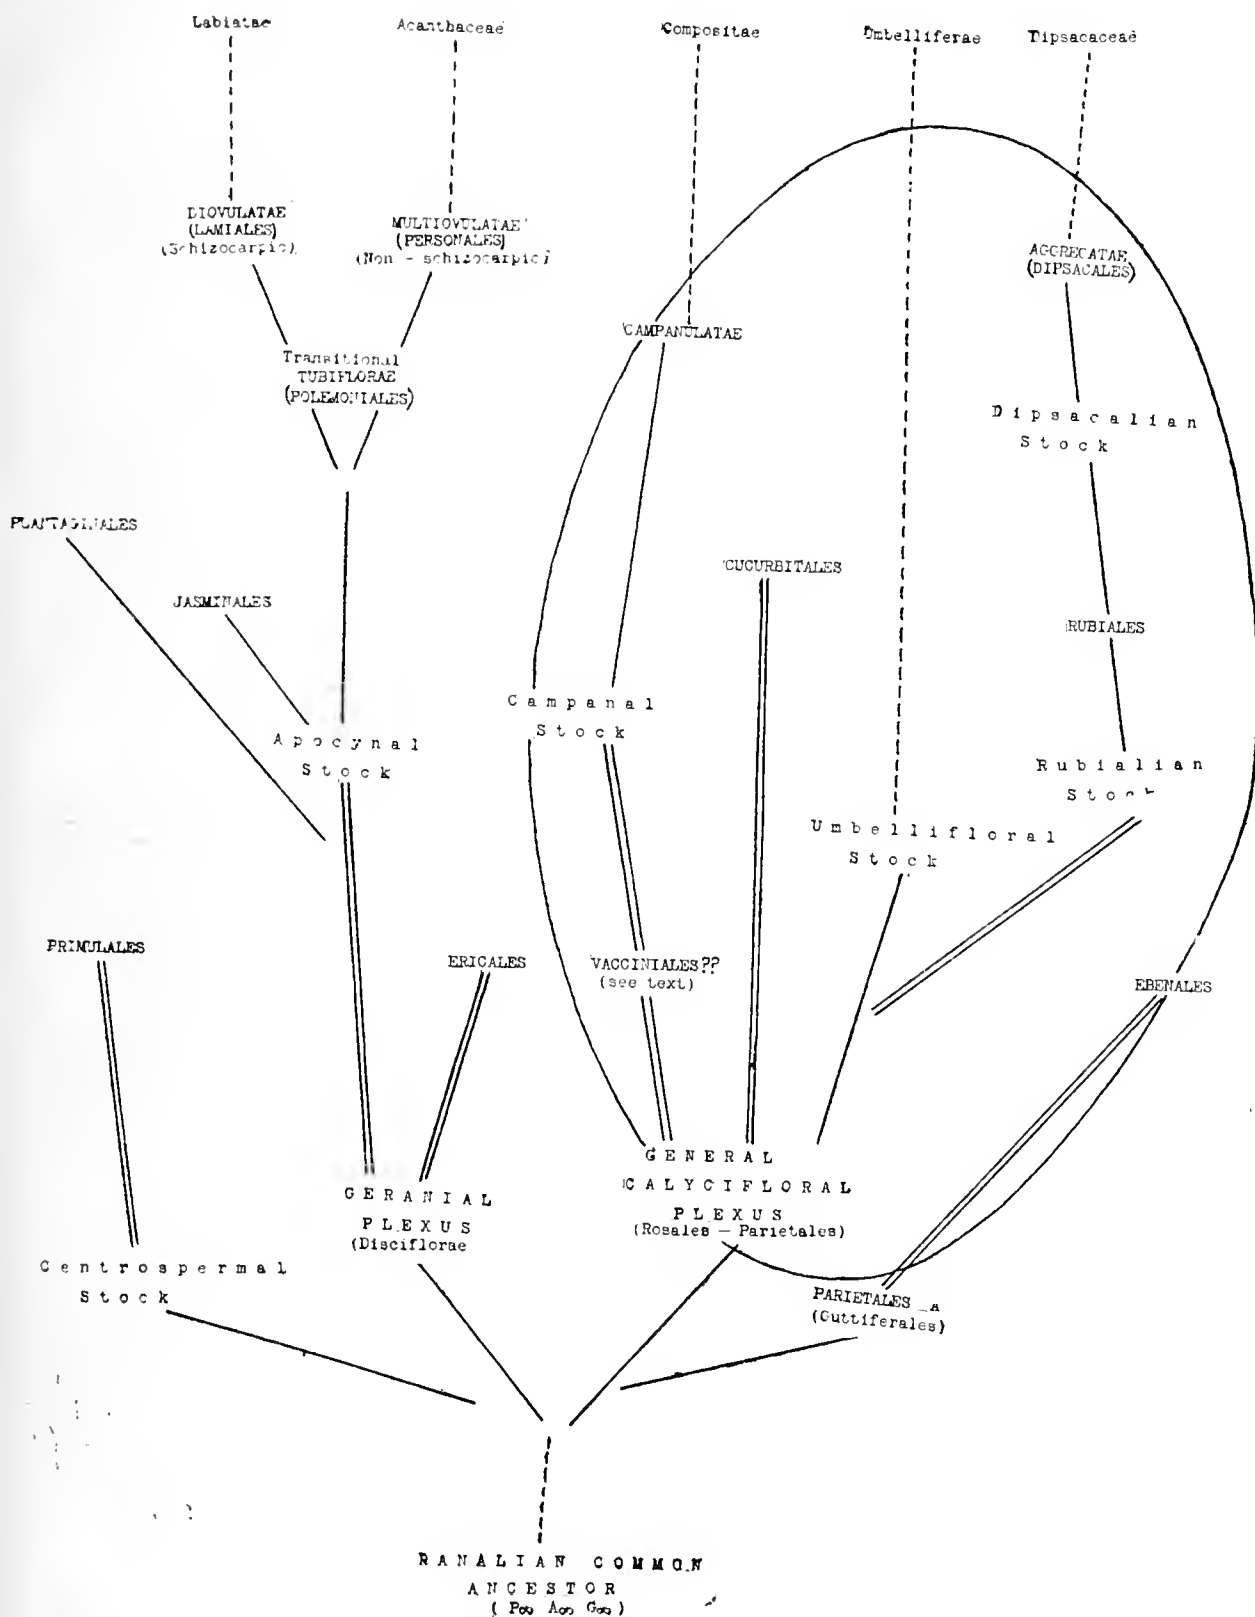 Labiatae
Acanthaceae
Compositae
Umbelliferae
Dipsacaceae
DIOVULATAE
(LAMIALES)
(Schizocarpic)
MULTIOVULATAE
(PERSONALES)
(Non - schizocarpic)
AGGREGATAE
(DIPSACALES)
CAMPANULATAE
Transitional
TUBIFLORAE
(POLEMONIALES)
Dipsacalian
Stock
PLANTAGINALES
CUCURBITALES
JASMINALES
RUBIALES
Campanal
Stock
Apocynal
Stock
Rubialian
Stock
Umbellifloral
Stock
PRIMULALES
ERICALES
VACCINIALES??
(see text)
EBENALES
GENERAL
CALYCIFLORAL
PLEXUS
(Rosales - Parietales)
GERANIAL
PLEXUS
(Disciflorae
Centrospermal
Stock
PARIETALES A
(Guttiferales)
RANALIAN COMMON
ANCESTOR
(P∞ A∞ G∞)